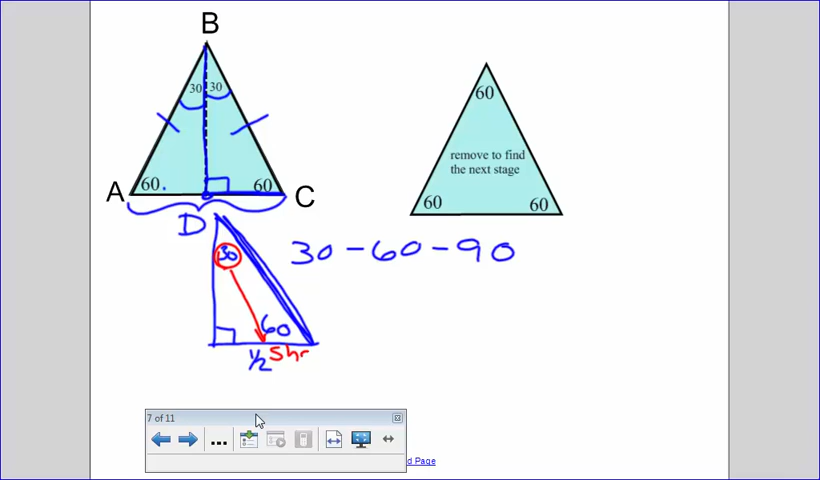 B
30 30
A 60 60 C
D
60
remove to find
the next stage
60 60
30-60-90
30
60
1/2 Shr
7 of 11
...
d Page